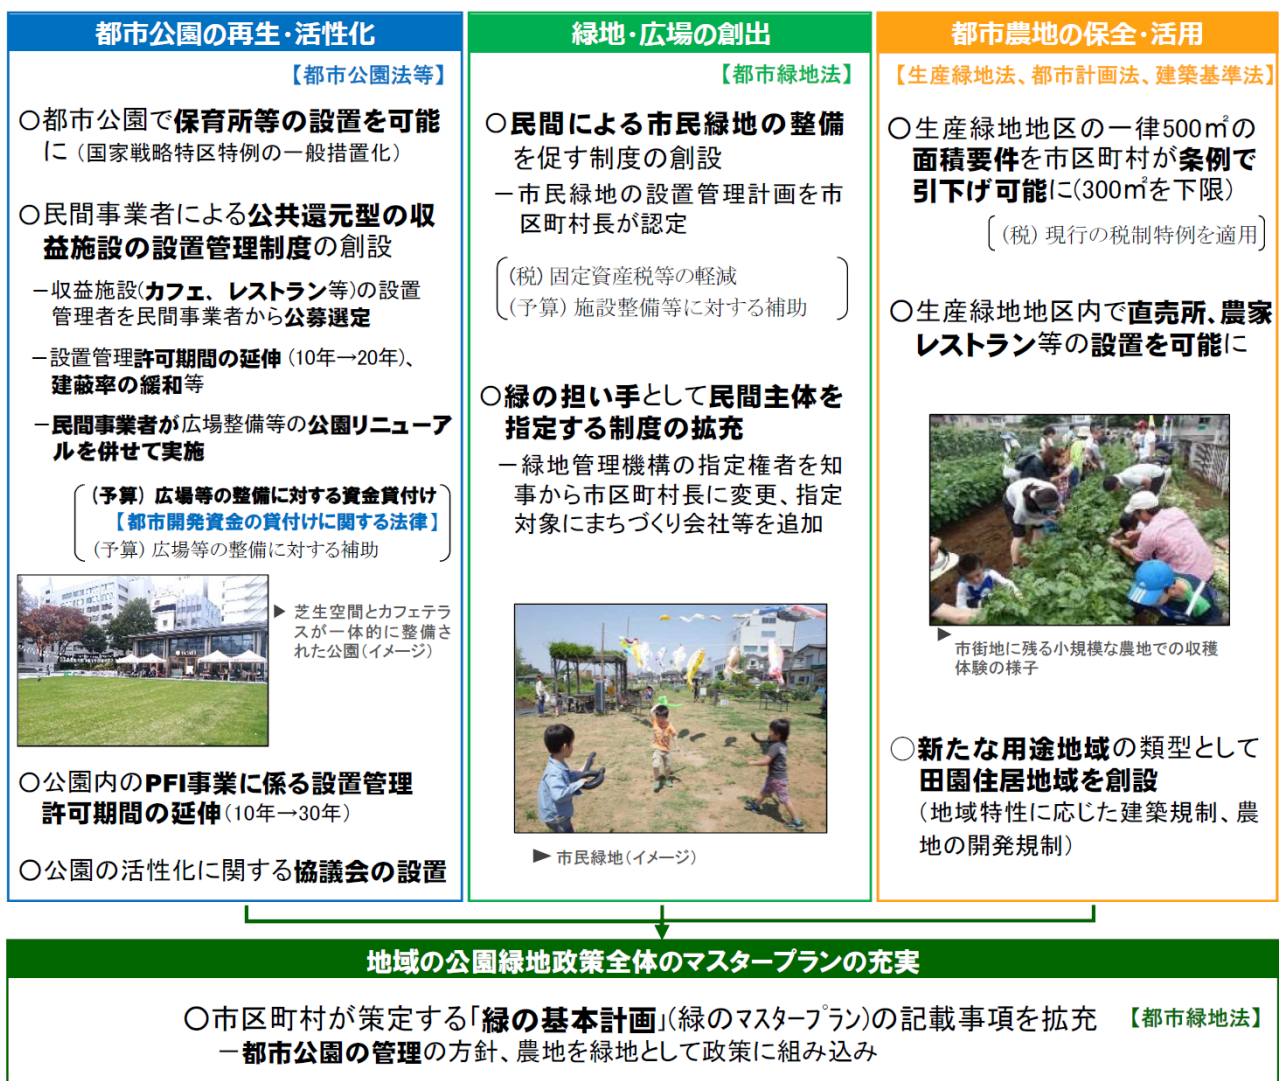 都市公園の再生・活性化
【都市公園法等】
○都市公園で保育所等の設置を可能
に（国家戦略特区特例の一般措置化）
○民間事業者による公共還元型の収
益施設の設置管理制度の創設
－収益施設（カフェ、レストラン等）の設置
管理者を民間事業者から公募選定
－設置管理許可期間の延伸（10年→20年）、
建蔽率の緩和等
－民間事業者が広場整備等の公園リニューア
ルを併せて実施
（予算）広場等の整備に対する資金貸付け
【都市開発資金の貸付けに関する法律】
（予算）広場等の整備に対する補助
▶ 芝生空間とカフェテラ
スが一体的に整備さ
れた公園（イメージ）
○公園内のPFI事業に係る設置管理
許可期間の延伸（10年→30年）
○公園の活性化に関する協議会の設置
緑地・広場の創出
【都市緑地法】
○民間による市民緑地の整備
を促す制度の創設
－市民緑地の設置管理計画を市
区町村長が認定
（税）固定資産税等の軽減
（予算）施設整備等に対する補助
○緑の担い手として民間主体を
指定する制度の拡充
－緑地管理機構の指定権者を知
事から市区町村長に変更、指定
対象にまちづくり会社等を追加
▶ 市民緑地（イメージ）
都市農地の保全・活用
【生産緑地法、都市計画法、建築基準法】
○生産緑地地区の一律500㎡の
面積要件を市区町村が条例で
引下げ可能に（300㎡を下限）
（税）現行の税制特例を適用
○生産緑地地区内で直売所、農家
レストラン等の設置を可能に
▶ 市街地に残る小規模な農地での収穫
体験の様子
○新たな用途地域の類型として
田園住居地域を創設
（地域特性に応じた建築規制、農
地の開発規制）
地域の公園緑地政策全体のマスタープランの充実
○市区町村が策定する「緑の基本計画」（緑のマスタープラン）の記載事項を拡充 【都市緑地法】
－都市公園の管理の方針、農地を緑地として政策に組み込み